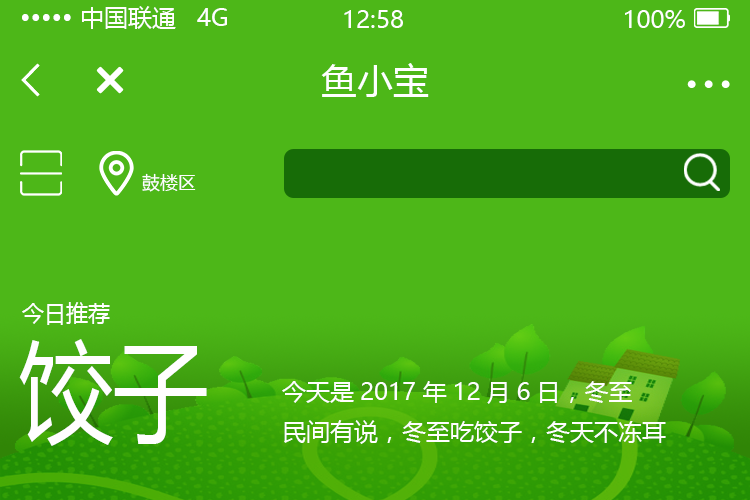 中国联通 4G 12:58 100%
鱼小宝
鼓楼区
今日推荐
饺子
今天是 2017 年 12 月 6 日，冬至
民间有说，冬至吃饺子，冬天不冻耳